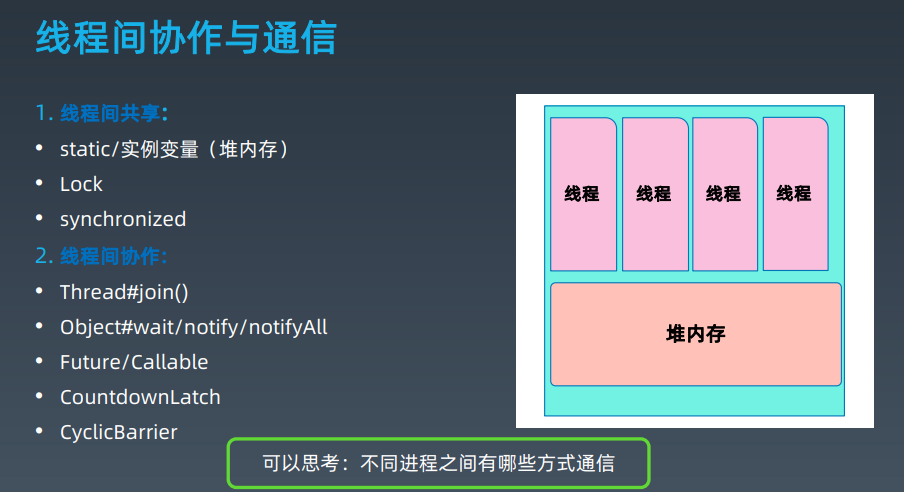 线程间协作与通信
1. 线程间共享：
• static/实例变量（堆内存）
• Lock
• synchronized
2. 线程间协作:
• Thread#join()
• Object#wait/notify/notifyAll
• Future/Callable
• CountdownLatch
• CyclicBarrier
线程 线程 线程 线程
堆内存
可以思考：不同进程之间有哪些方式通信